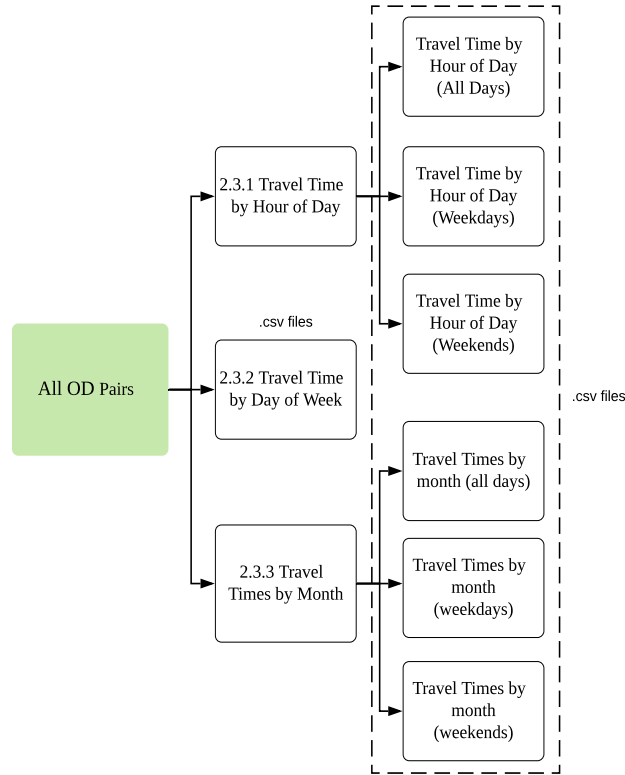 All OD Pairs
2.3.1 Travel Time
by Hour of Day
.csv files
2.3.2 Travel Time
by Day of Week
2.3.3 Travel
Times by Month
Travel Time by
Hour of Day
(All Days)
Travel Time by
Hour of Day
(Weekdays)
Travel Time by
Hour of Day
(Weekends)
Travel Times by
month (all days)
Travel Times by
month
(weekdays)
Travel Times by
month
(weekends)
.csv files